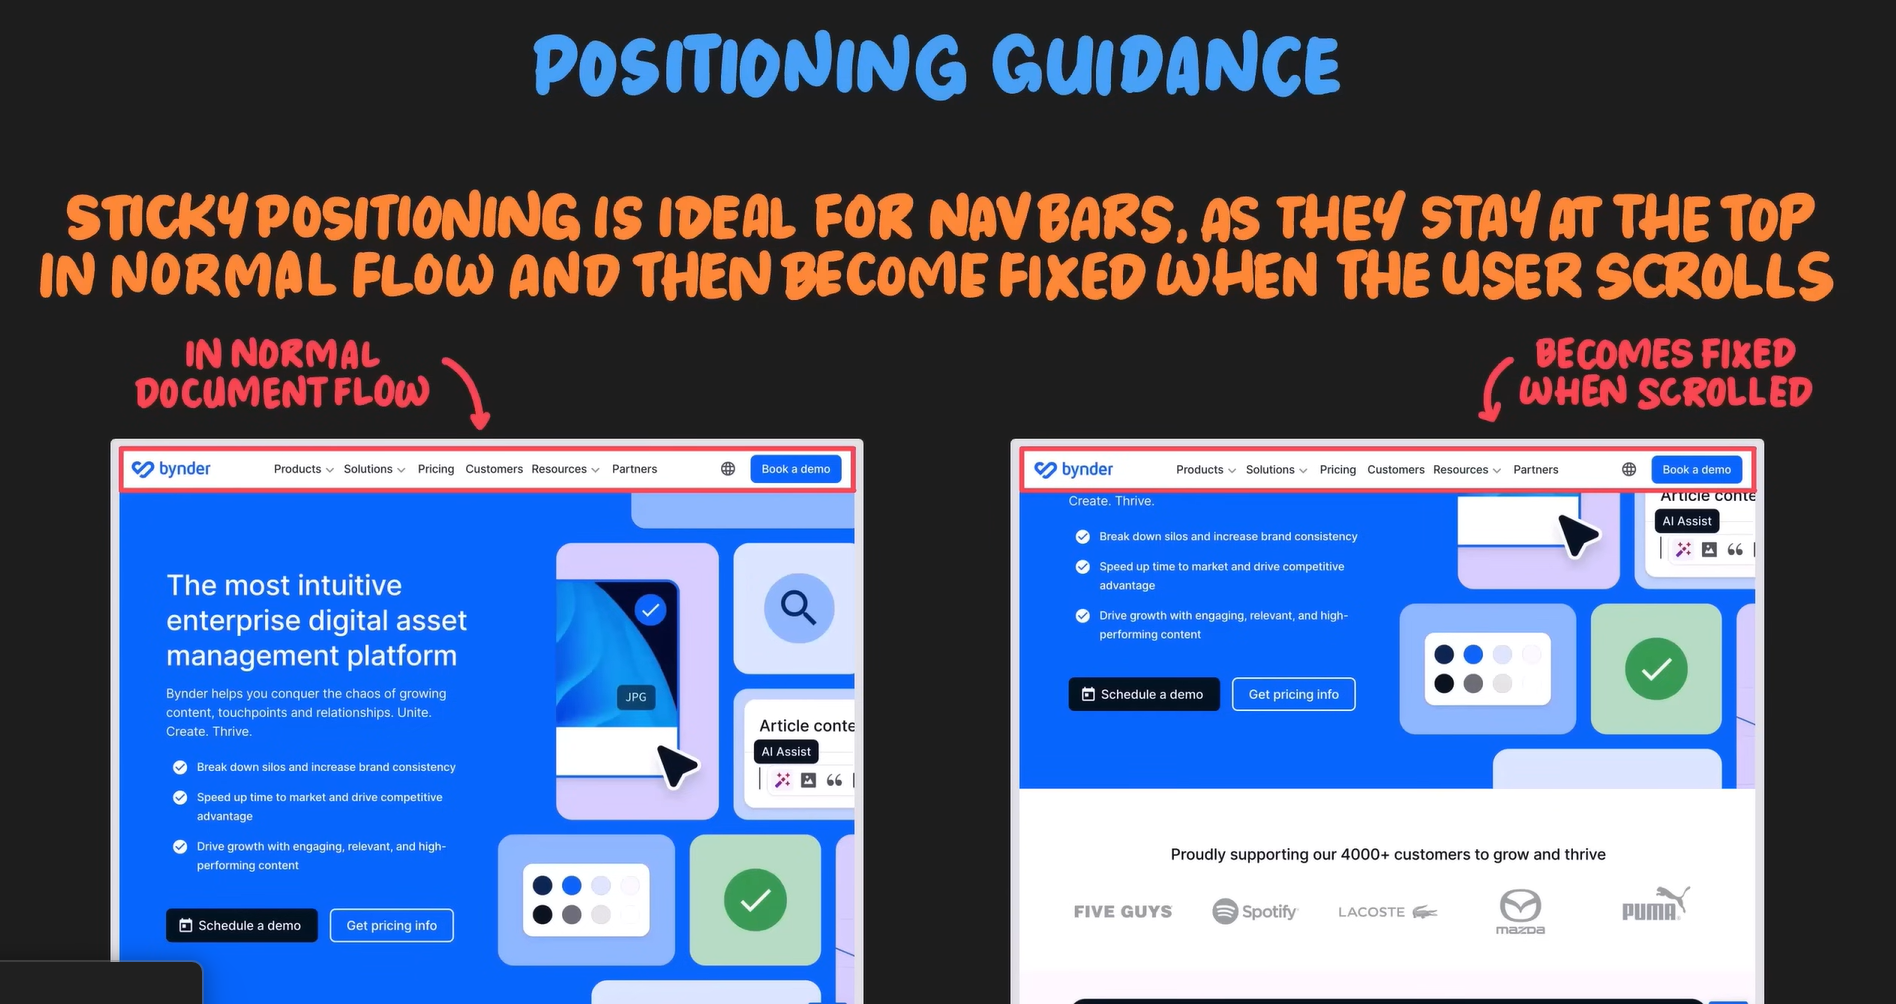 POSITIONING GUIDANCE
STICKY POSITIONING IS IDEAL FOR NAVBARS, AS THEY STAY AT THE TOP
IN NORMAL FLOW AND THEN BECOME FIXED WHEN THE USER SCROLLS
IN NORMAL
DOCUMENT FLOW
BECOMES FIXED
WHEN SCROLLED
bynder Products Solutions Pricing Customers Resources Partners Book a demo
The most intuitive
enterprise digital asset
management platform
Bynder helps you conquer the chaos of growing
content, touchpoints and relationships. Unite.
Create. Thrive.
Break down silos and increase brand consistency
Speed up time to market and drive competitive
advantage
Drive growth with engaging, relevant, and high-
performing content
Schedule a demo Get pricing info
JPG
Article conte
AI Assist
bynder Products Solutions Pricing Customers Resources Partners Book a demo
Create. Thrive.
Break down silos and increase brand consistency
Speed up time to market and drive competitive
advantage
Drive growth with engaging, relevant, and high-
performing content
Schedule a demo Get pricing info
Article conte
AI Assist
Proudly supporting our 4000+ customers to grow and thrive
FIVE GUYS Spotify LACOSTE mazda PUMA